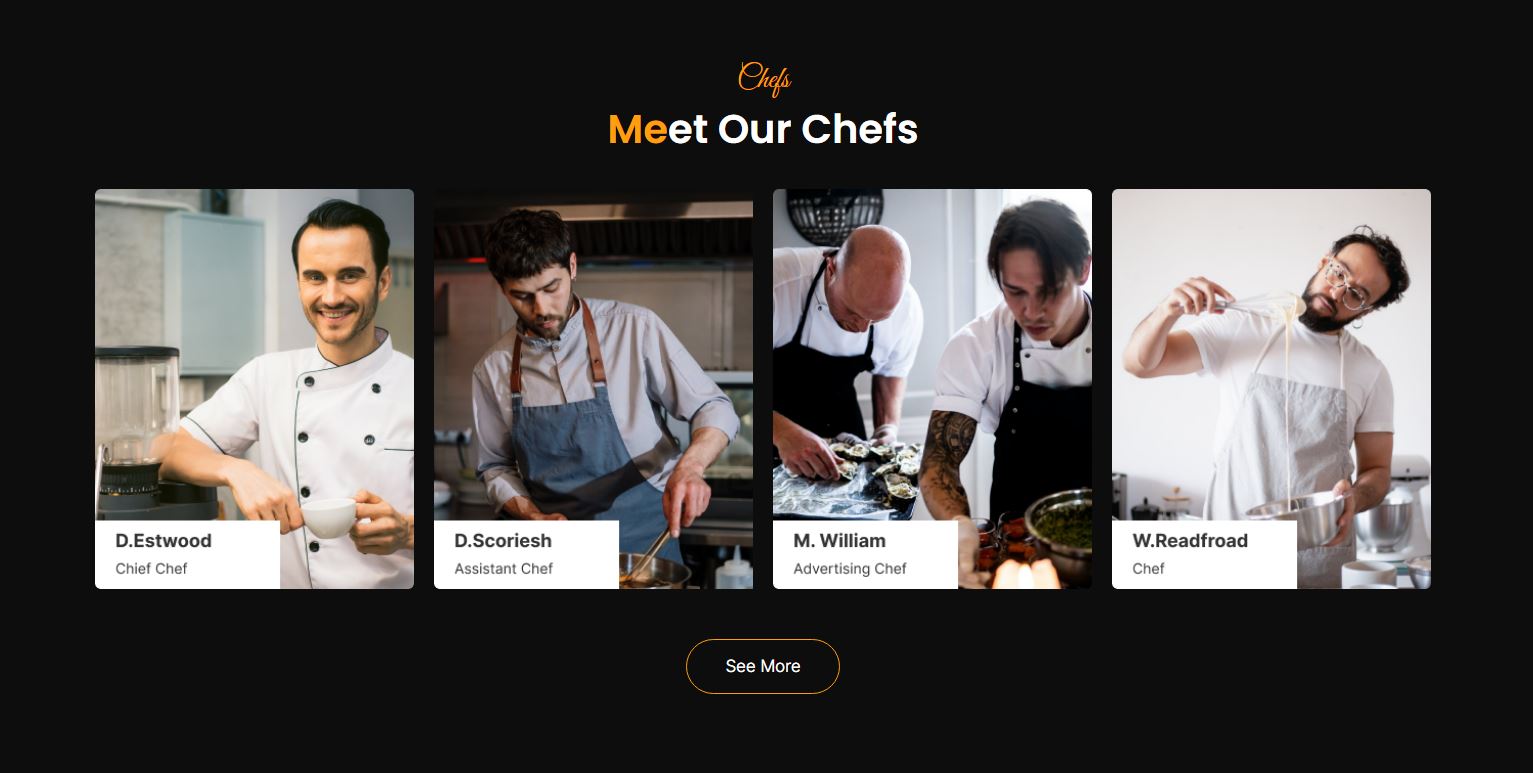 Chefs
Meet Our Chefs
D.Estwood
Chief Chef
D.Scoriesh
Assistant Chef
M. William
Advertising Chef
W.Readfroad
Chef
See More